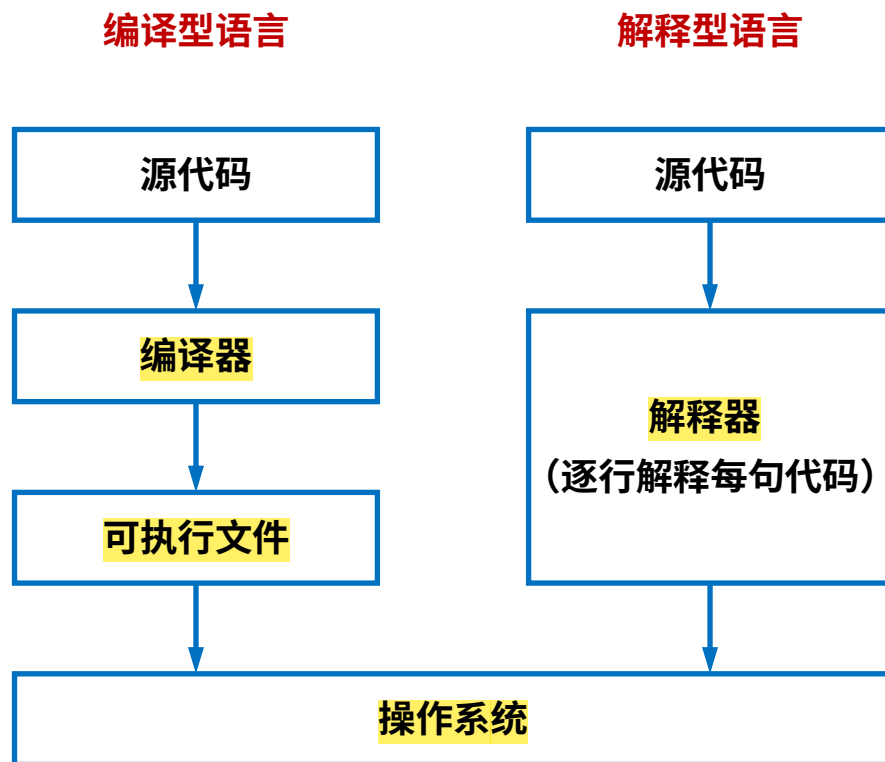 编译型语言
解释型语言
源代码
源代码
编译器
解释器
（逐行解释每句代码）
可执行文件
操作系统